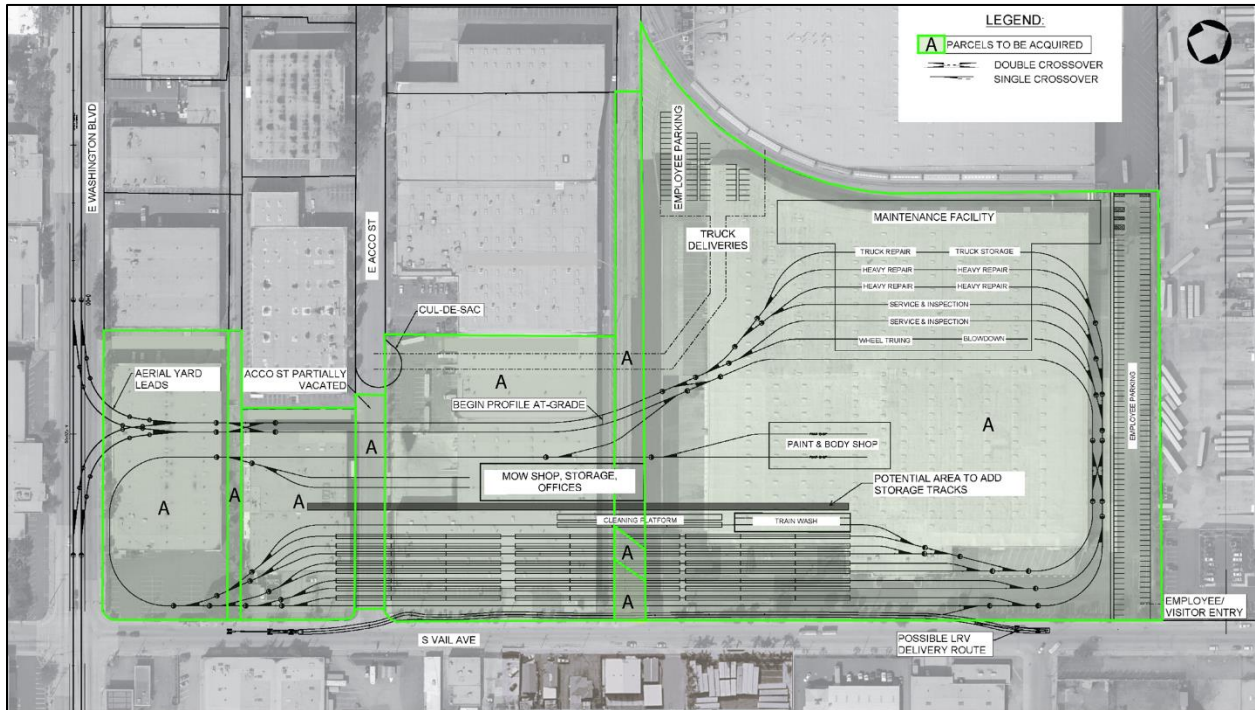 LEGEND:
A PARCELS TO BE ACQUIRED
DOUBLE CROSSOVER
SINGLE CROSSOVER
E WASHINGTON BLVD
E ACCO ST
EMPLOYEE PARKING
TRUCK
DELIVERIES
MAINTENANCE FACILITY
TRUCK REPAIR
TRUCK STORAGE
HEAVY REPAIR
HEAVY REPAIR
HEAVY REPAIR
HEAVY REPAIR
SERVICE & INSPECTION
SERVICE & INSPECTION
WHEEL TRUING
BLOWDOWN
CUL-DE-SAC
AERIAL YARD
LEADS
ACCO ST PARTIALLY
VACATED
A
A
BEGIN PROFILE AT-GRADE
EMPLOYEE PARKING
A
PAINT & BODY SHOP
A
MOW SHOP, STORAGE,
OFFICES
POTENTIAL AREA TO ADD
STORAGE TRACKS
A
A
A
CLEANING PLATFORM
TRAIN WASH
A
A
EMPLOYEE/
VISITOR ENTRY
S VAIL AVE
POSSIBLE LRV
DELIVERY ROUTE